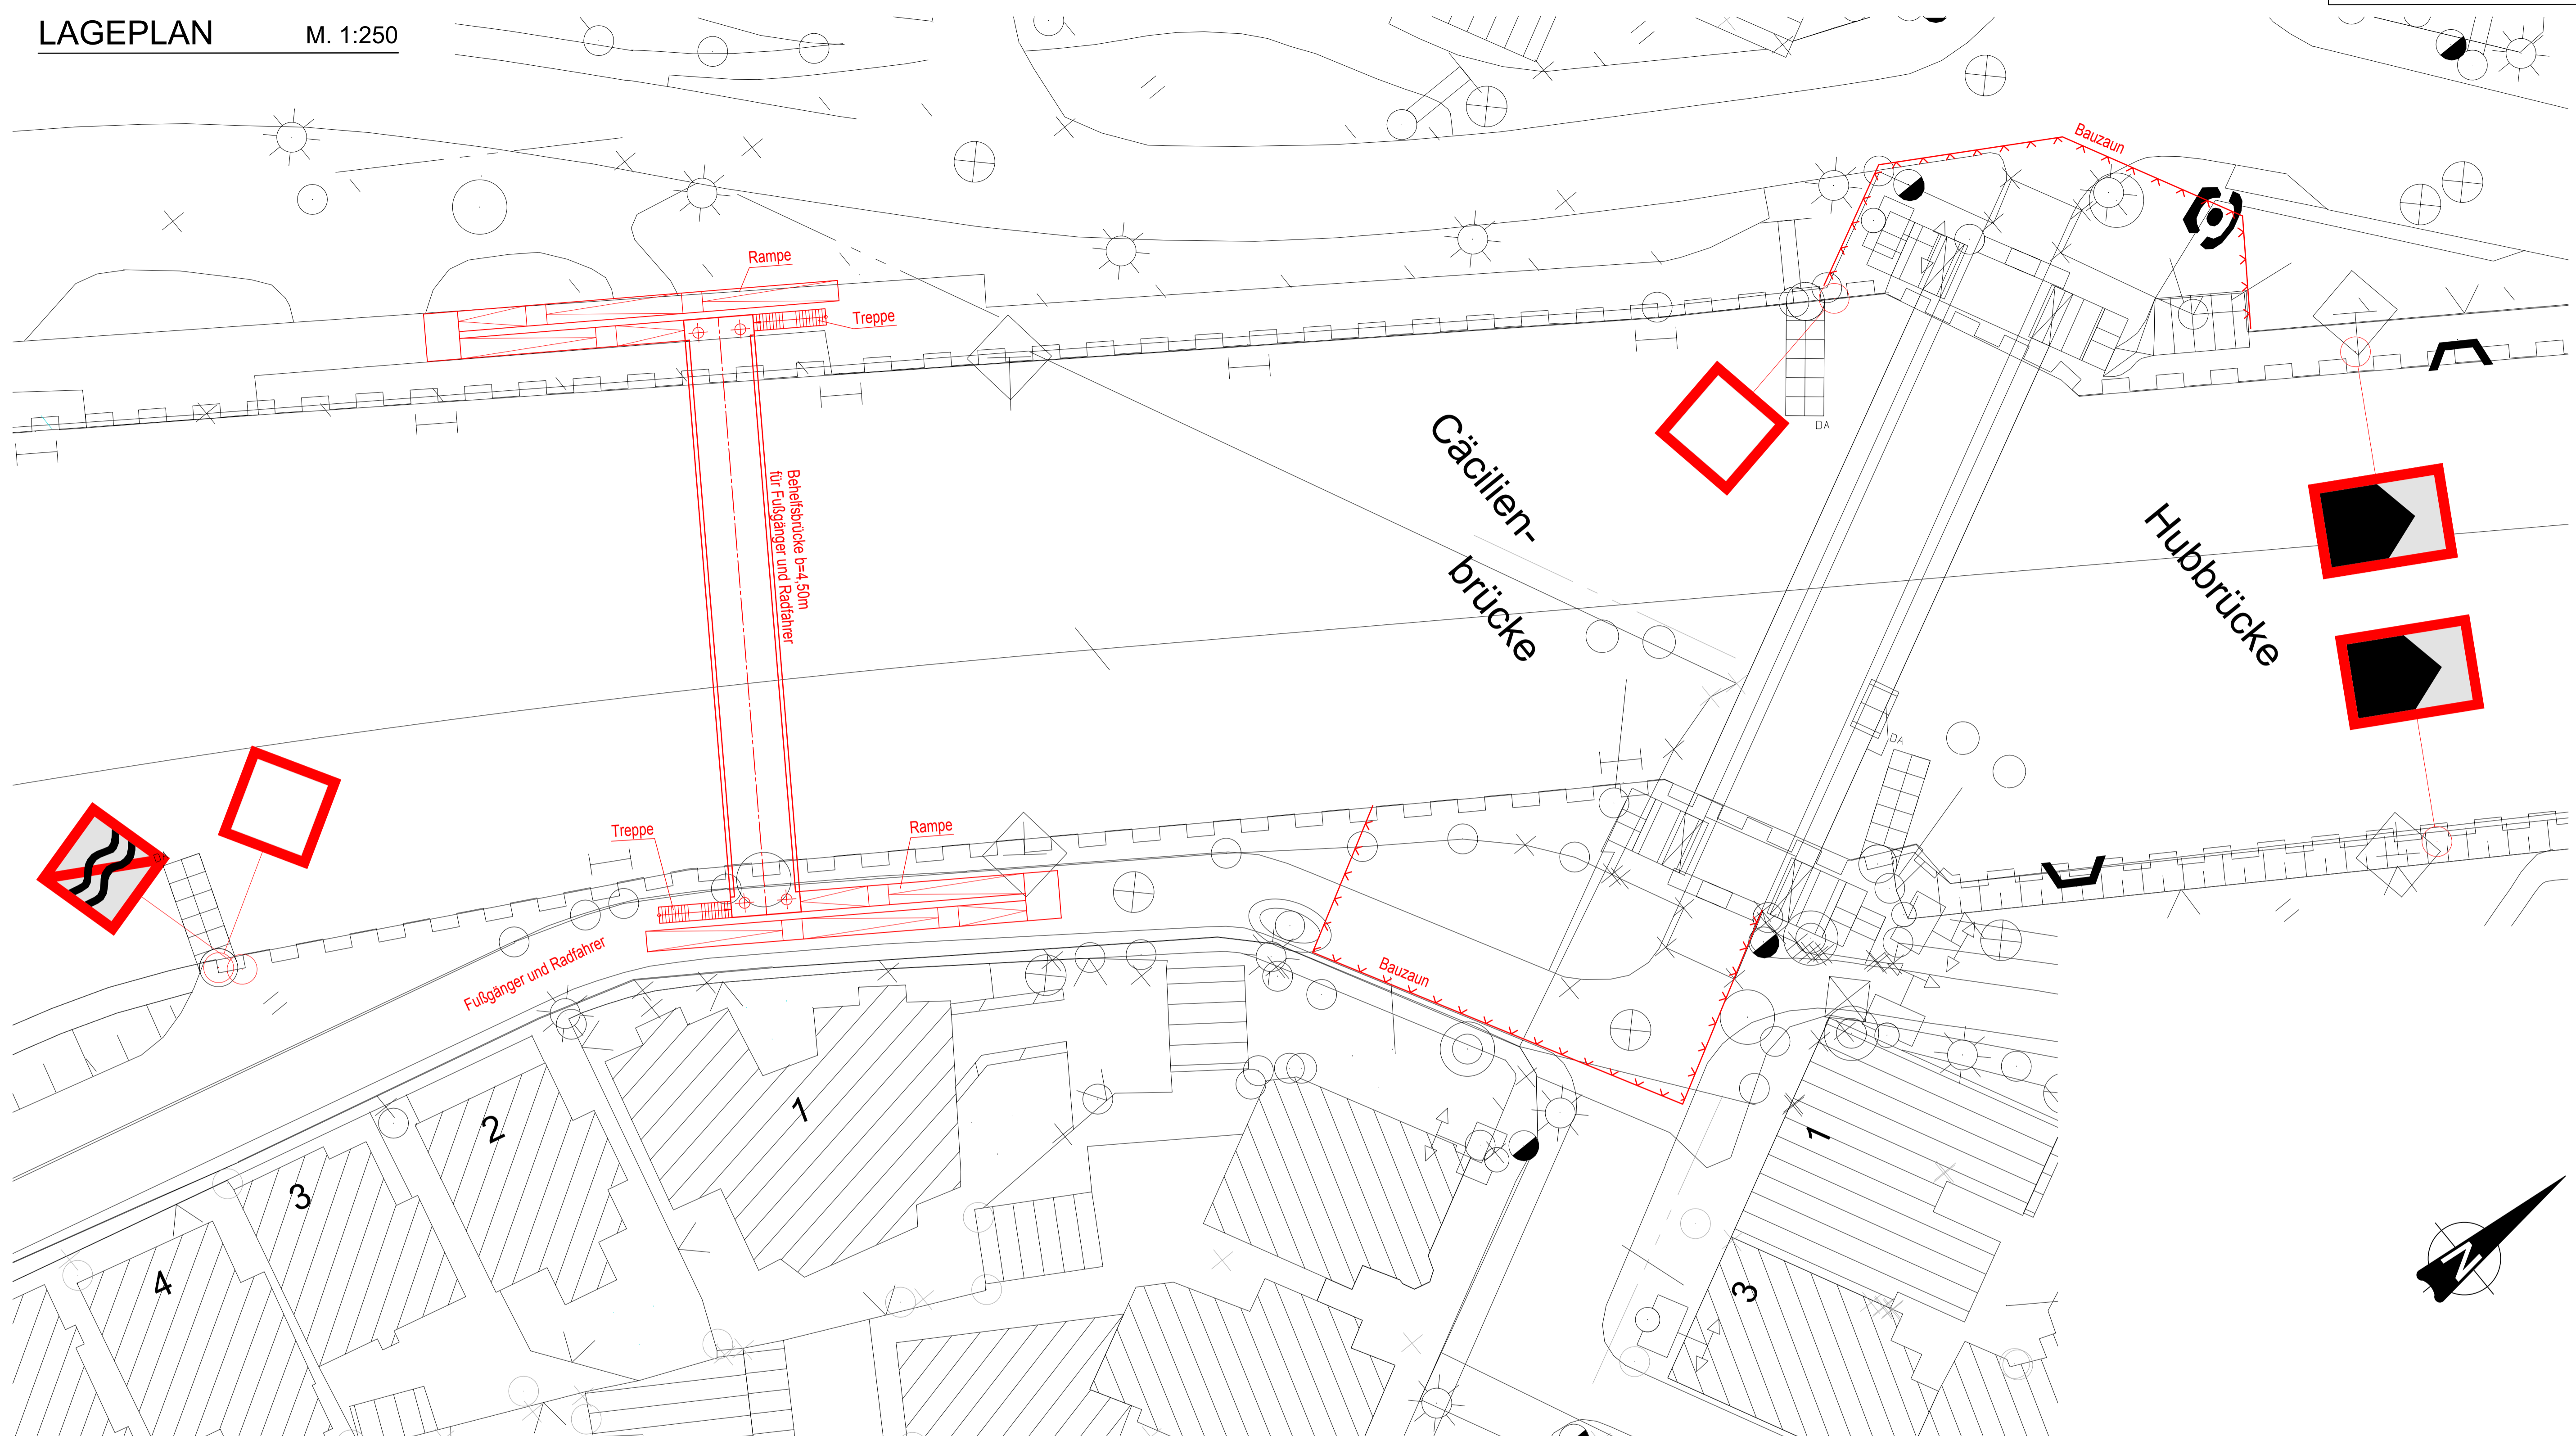 LAGEPLAN M. 1:250
Bauzaun
Rampe
Treppe
DA
Cäcilien-
brücke
Hubbrücke
Behelfsbrücke b=4,50m
für Fußgänger und Radfahrer
DA
Treppe
Rampe
DA
Fußgänger und Radfahrer
Bauzaun
1
2
3
4
1
3
N